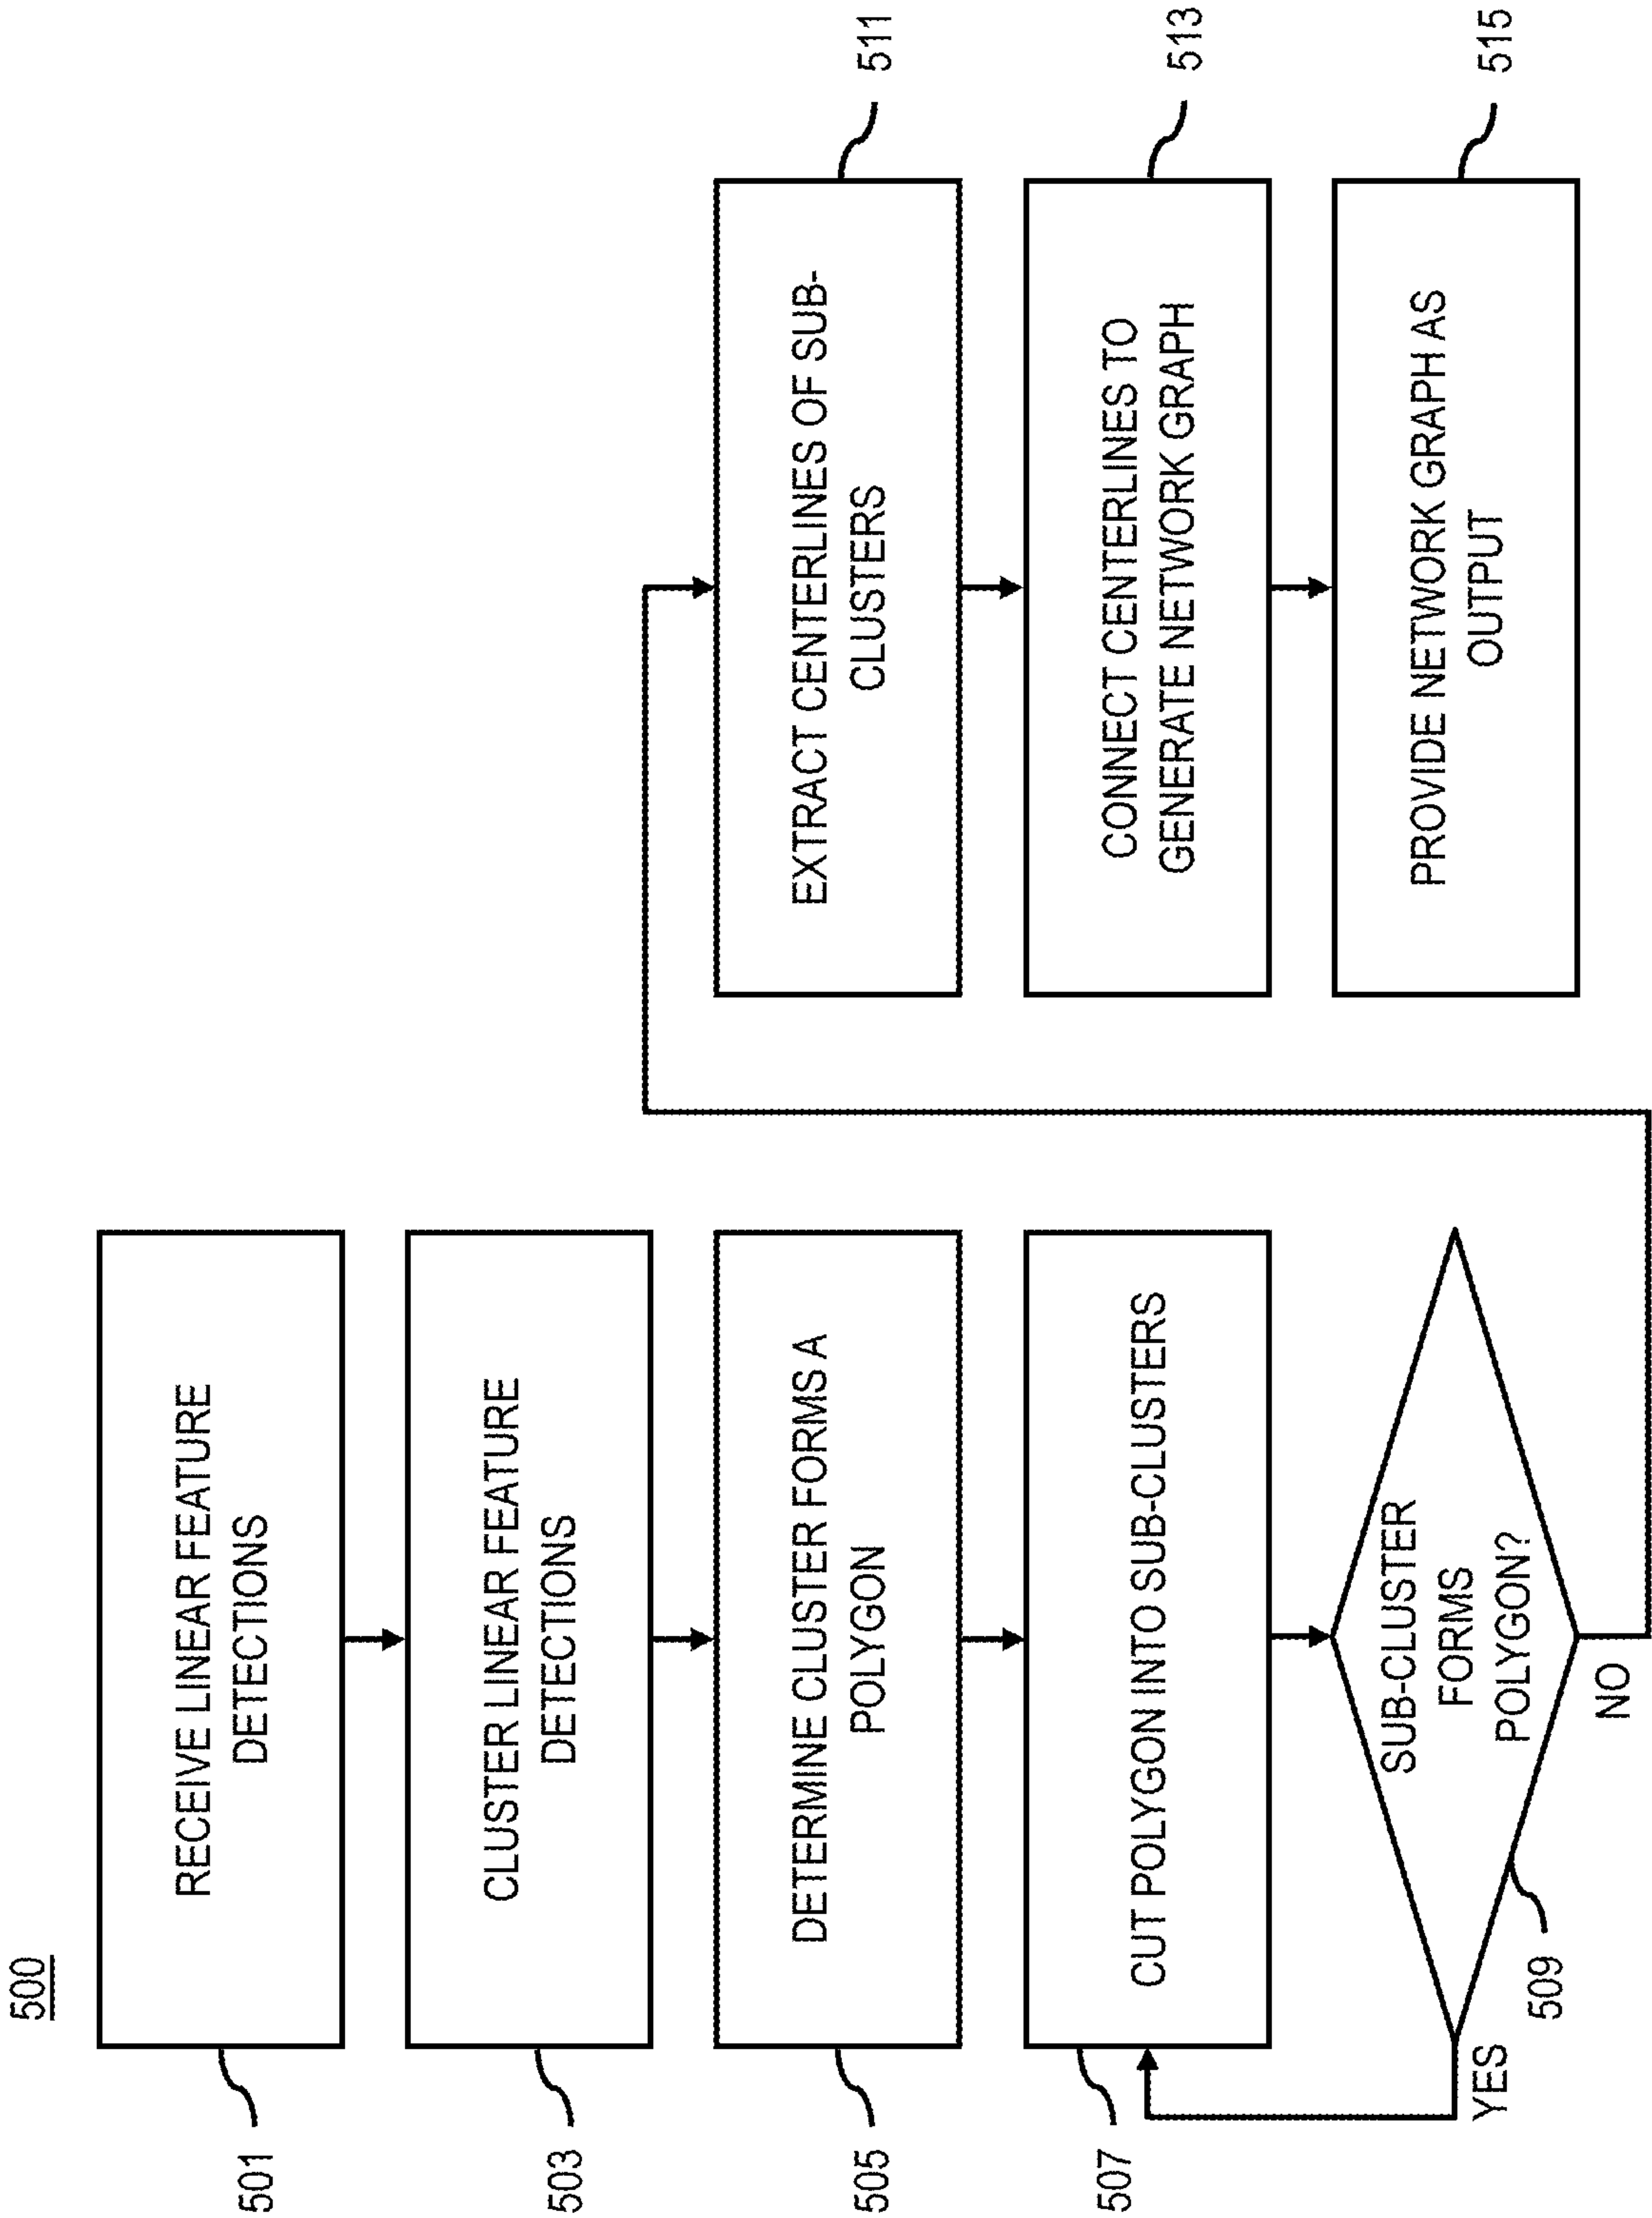 500
RECEIVE LINEAR FEATURE
DETECTIONS
501
CLUSTER LINEAR FEATURE
DETECTIONS
503
DETERMINE CLUSTER FORMS A
POLYGON
505
CUT POLYGON INTO SUB-CLUSTERS
507
SUB-CLUSTER
FORMS
POLYGON?
YES
509
NO
EXTRACT CENTERLINES OF SUB-
CLUSTERS
511
CONNECT CENTERLINES TO
GENERATE NETWORK GRAPH
513
PROVIDE NETWORK GRAPH AS
OUTPUT
515